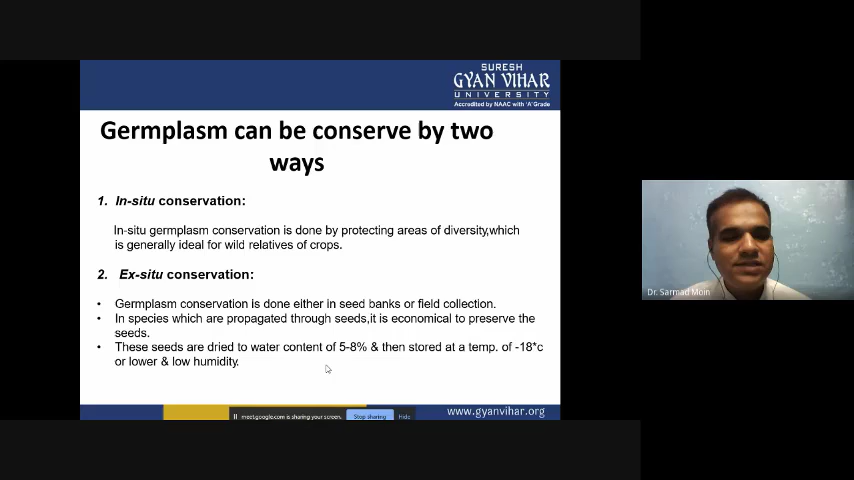 SURESH
GYAN VIHAR
UNIVERSITY
Accredited by NAAC with 'A' Grade
Germplasm can be conserve by two
ways
1. In-situ conservation:
In-situ germplasm conservation is done by protecting areas of diversity,which
is generally ideal for wild relatives of crops.
2. Ex-situ conservation:
• Germplasm conservation is done either in seed banks or field collection.
• In species which are propagated through seeds,it is economical to preserve the
seeds.
• These seeds are dried to water content of 5-8% & then stored at a temp. of -18*c
or lower & low humidity.
Dr. Sarmad Moin
meet.google.com is sharing your screen. Stop sharing Hide
www.gyanvihar.org